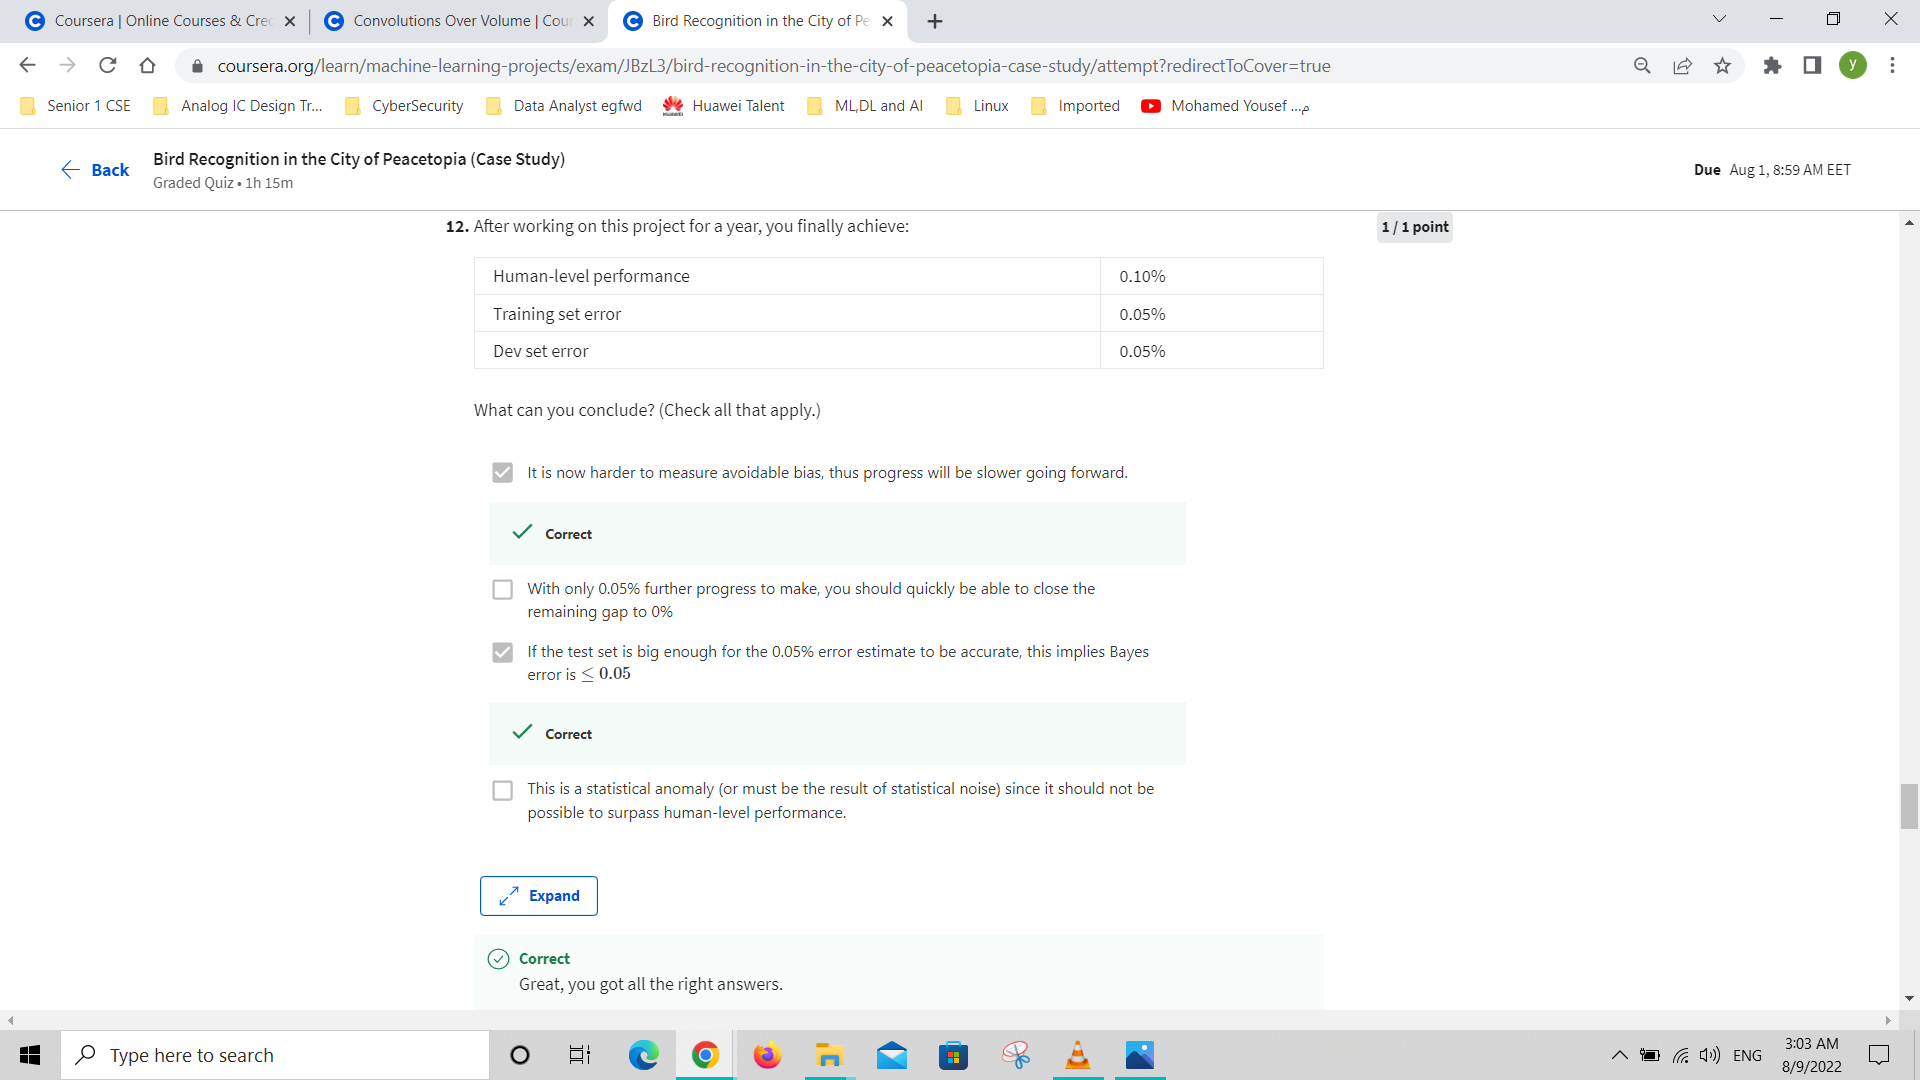 Coursera | Online Courses & Crec
Convolutions Over Volume | Cour
Bird Recognition in the City of Pe
coursera.org/learn/machine-learning-projects/exam/JBzL3/bird-recognition-in-the-city-of-peacetopia-case-study/attempt?redirectToCover=true
y
Senior 1 CSE
Analog IC Design Tr...
CyberSecurity
Data Analyst egfwd
Huawei Talent
ML,DL and AI
Linux
Imported
Mohamed Yousef ...م
Back
Bird Recognition in the City of Peacetopia (Case Study)
Graded Quiz • 1h 15m
Due Aug 1, 8:59 AM EET
12. After working on this project for a year, you finally achieve:
1 / 1 point
Human-level performance 0.10%
Training set error 0.05%
Dev set error 0.05%
What can you conclude? (Check all that apply.)
It is now harder to measure avoidable bias, thus progress will be slower going forward.
Correct
With only 0.05% further progress to make, you should quickly be able to close the
remaining gap to 0%
If the test set is big enough for the 0.05% error estimate to be accurate, this implies Bayes
error is ≤ 0.05
Correct
This is a statistical anomaly (or must be the result of statistical noise) since it should not be
possible to surpass human-level performance.
Expand
Correct
Great, you got all the right answers.
Type here to search
ENG
3:03 AM
8/9/2022